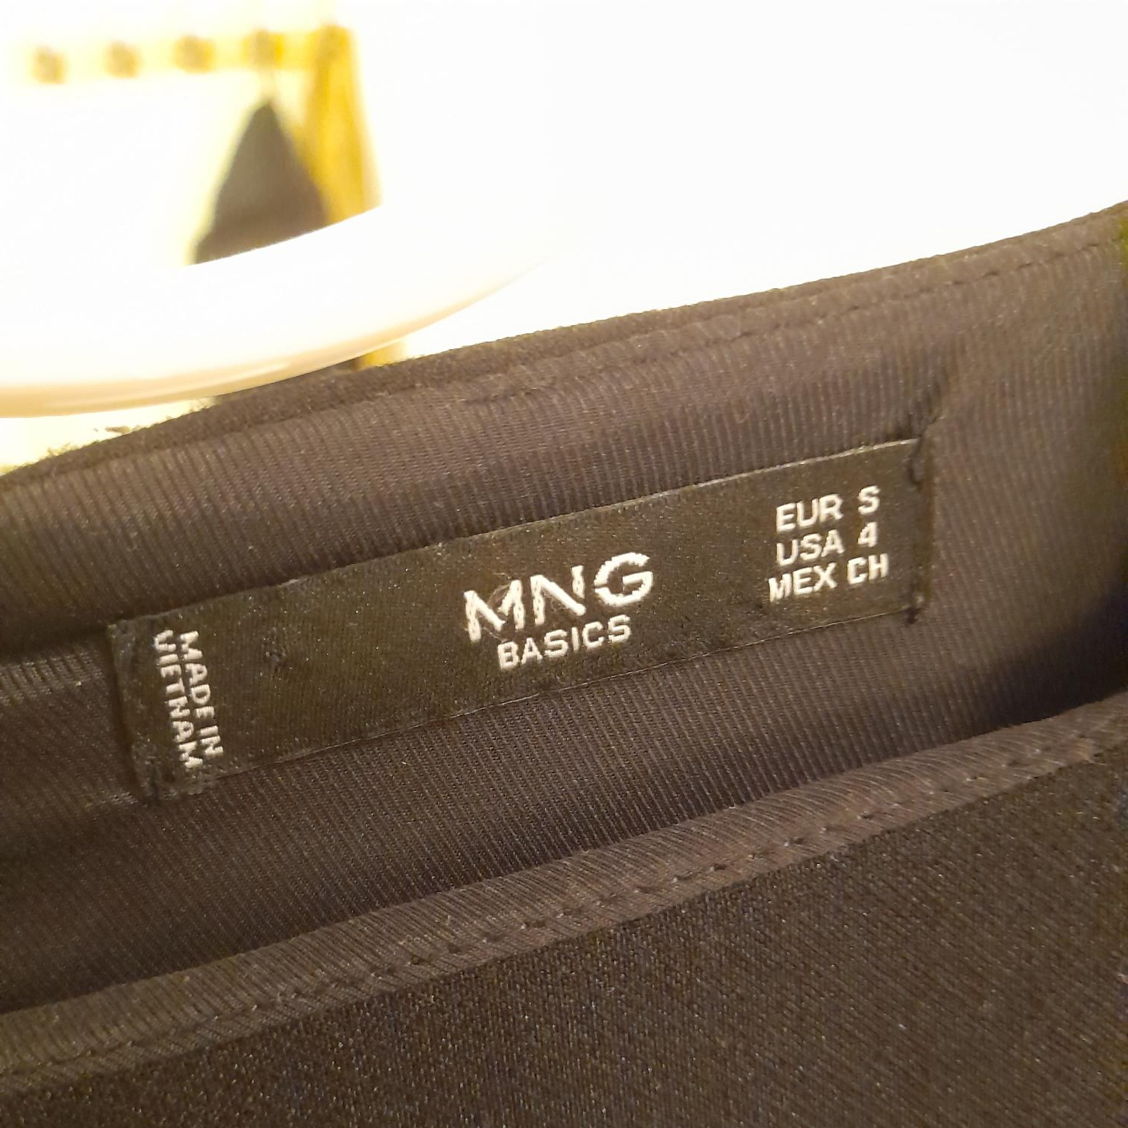 MNG
BASICS
EUR S
USA 4
MEX CH
MADE IN
VIETNAM